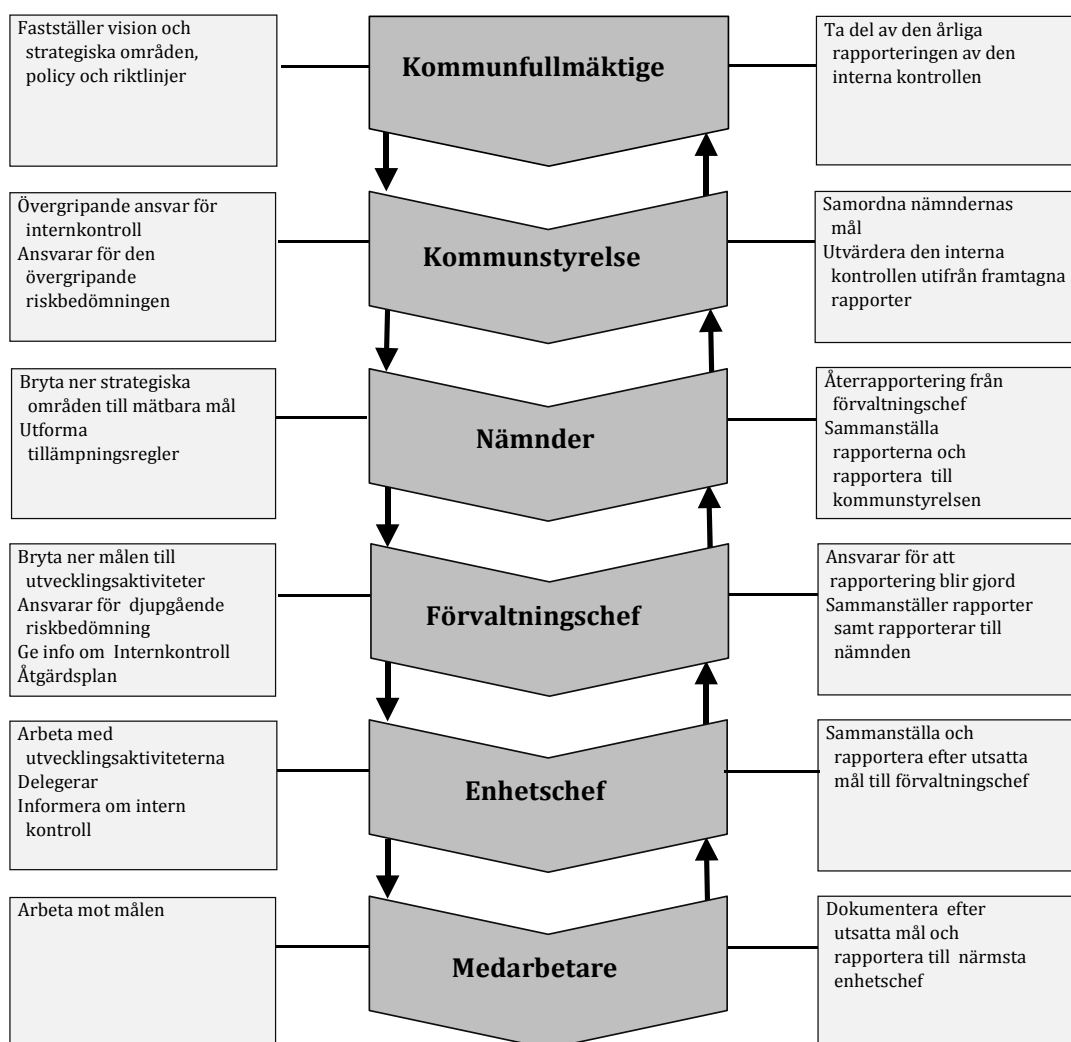 Fastställer vision och
strategiska områden,
policy och riktlinjer
Kommunfullmäktige
Ta del av den årliga
rapporteringen av den
interna kontrollen
Övergripande ansvar för
internkontroll
Ansvarar för den
övergripande
riskbedömningen
Kommunstyrelse
Samordna nämndernas
mål
Utvärdera den interna
kontrollen utifrån framtagna
rapporter
Bryta ner strategiska
områden till mätbara mål
Utforma
tillämpningsregler
Nämnder
Återrapportering från
förvaltningschef
Sammanställa
rapporterna och
rapportera till
kommunstyrelsen
Bryta ner målen till
utvecklingsaktiviteter
Ansvarar för djupgående
riskbedömning
Ge info om Internkontroll
Åtgärdsplan
Förvaltningschef
Ansvarar för att
rapportering blir gjord
Sammanställer rapporter
samt rapporterar till
nämnden
Arbeta med
utvecklingsaktiviteterna
Delegerar
Informera om intern
kontroll
Enhetschef
Sammanställa och
rapportera efter utsatta
mål till förvaltningschef
Arbeta mot målen
Medarbetare
Dokumentera efter
utsatta mål och
rapportera till närmsta
enhetschef